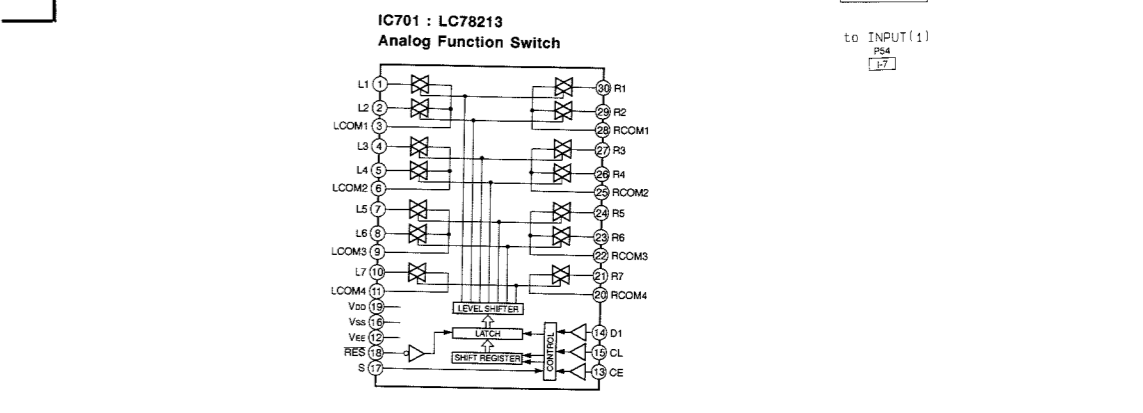 IC701 : LC78213
Analog Function Switch
to INPUT(1)
P54
I-7
L1 1
L2 2
LCOM1 3
L3 4
L4 5
LCOM2 6
L5 7
L6 8
LCOM3 9
L7 10
LCOM4 11
VDD 19
VSS 16
VEE 12
RES 18
S 17
30 R1
29 R2
28 RCOM1
27 R3
26 R4
25 RCOM2
24 R5
23 R6
22 RCOM3
21 R7
20 RCOM4
14 D1
15 CL
13 CE
LEVEL SHIFTER
LATCH
SHIFT REGISTER
CONTROL